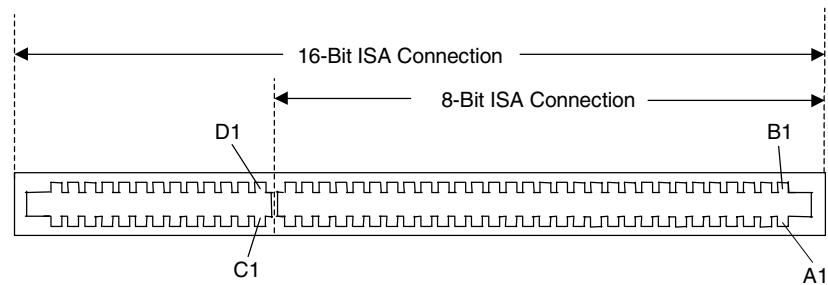 16-Bit ISA Connection
8-Bit ISA Connection
D1
B1
C1
A1